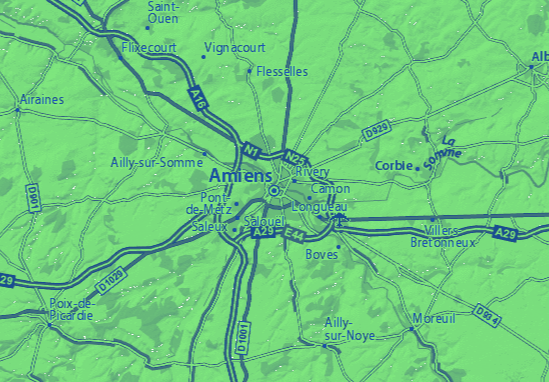 Saint-
Ouen
Flixecourt
Vignacourt
Flesselles
Alb
A16
Airaines
D929
La
Somme
N1
N25
Ailly-sur-Somme
Corbie
Amiens
Rivery
Camon
D901
Pont-
de-Metz
Longueau
Saleux
Salouel
A29
E44
Villers-
Bretonneux
A29
Boves
29
D1029
Poix-de-
Picardie
D1001
Ailly-
sur-Noye
Moreuil
D934